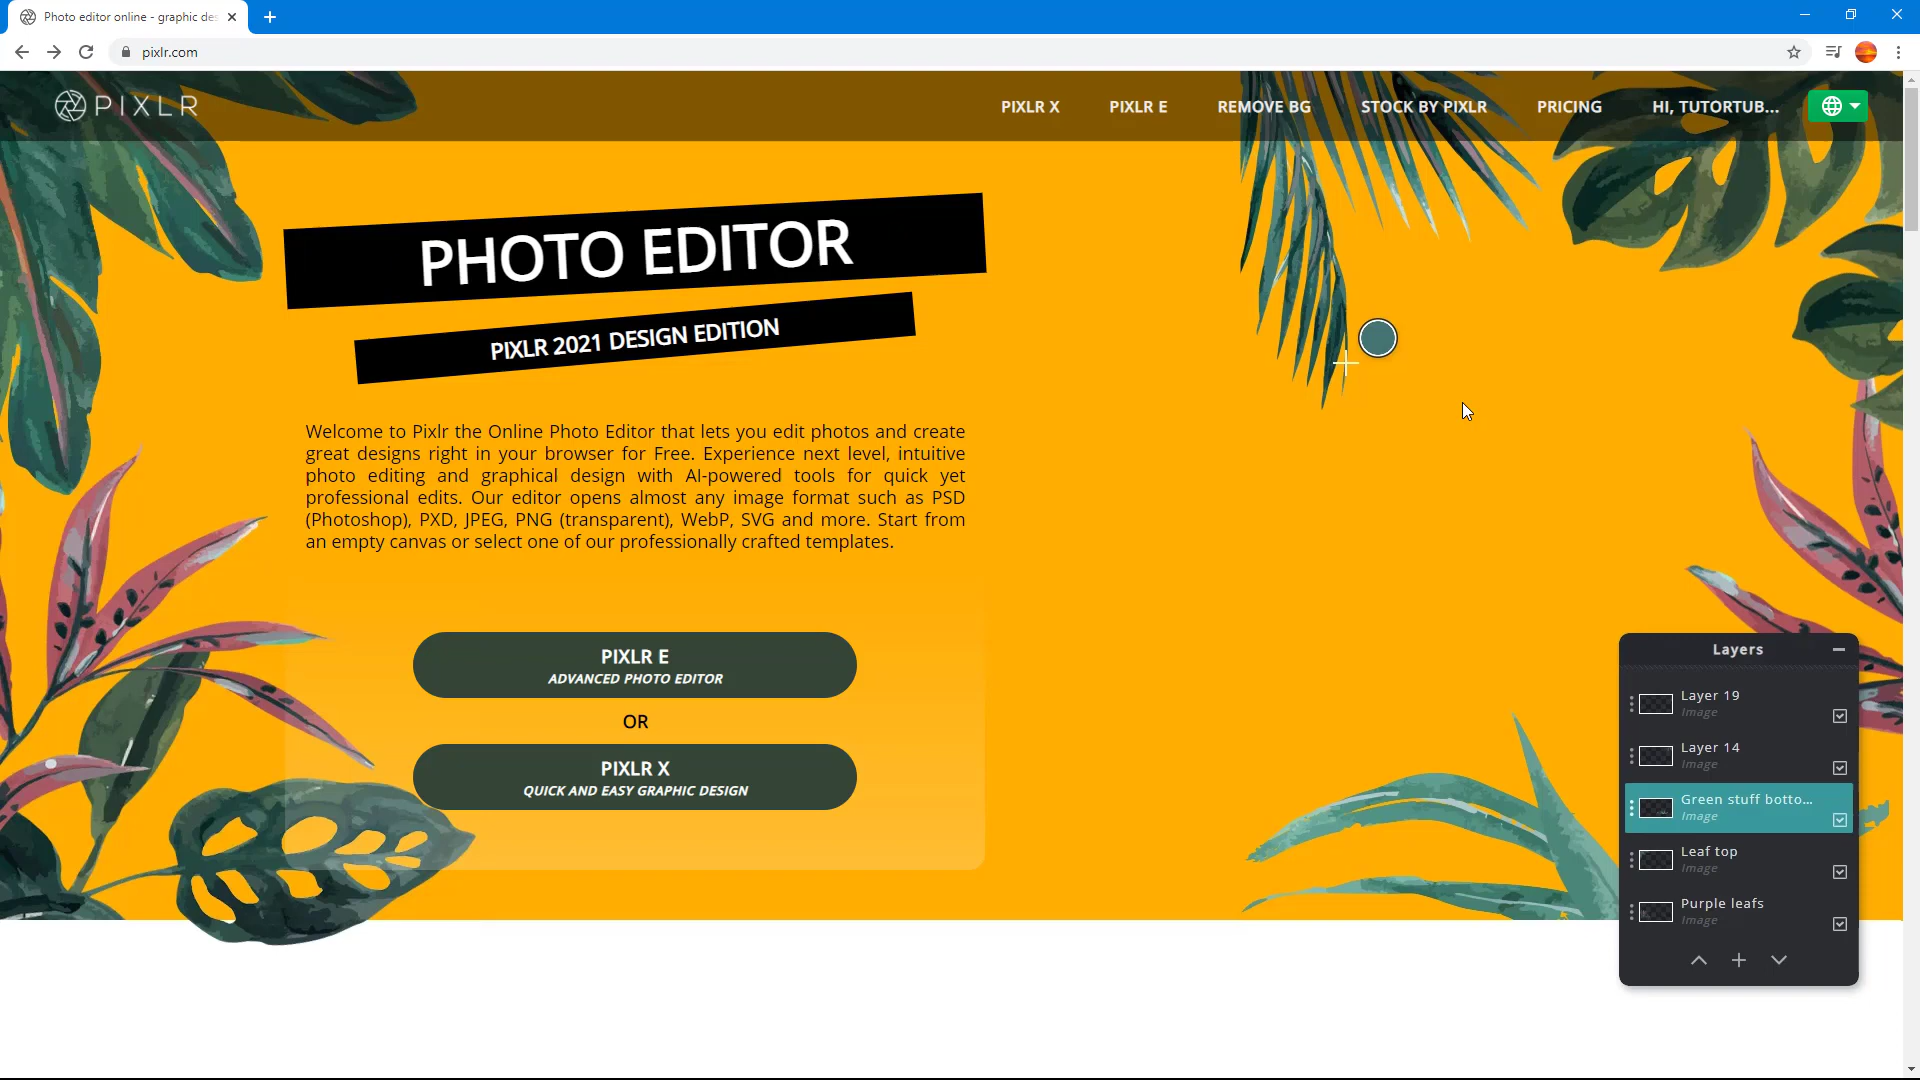 Photo editor online - graphic des
pixlr.com
PIXLR
PIXLR X
PIXLR E
REMOVE BG
STOCK BY PIXLR
PRICING
HI, TUTORTUB...
PHOTO EDITOR
PIXLR 2021 DESIGN EDITION
Welcome to Pixlr the Online Photo Editor that lets you edit photos and create
great designs right in your browser for Free. Experience next level, intuitive
photo editing and graphical design with AI-powered tools for quick yet
professional edits. Our editor opens almost any image format such as PSD
(Photoshop), PXD, JPEG, PNG (transparent), WebP, SVG and more. Start from
an empty canvas or select one of our professionally crafted templates.
PIXLR E
ADVANCED PHOTO EDITOR
OR
PIXLR X
QUICK AND EASY GRAPHIC DESIGN
Layers
Layer 19
Image
Layer 14
Image
Green stuff botto...
Image
Leaf top
Image
Purple leafs
Image